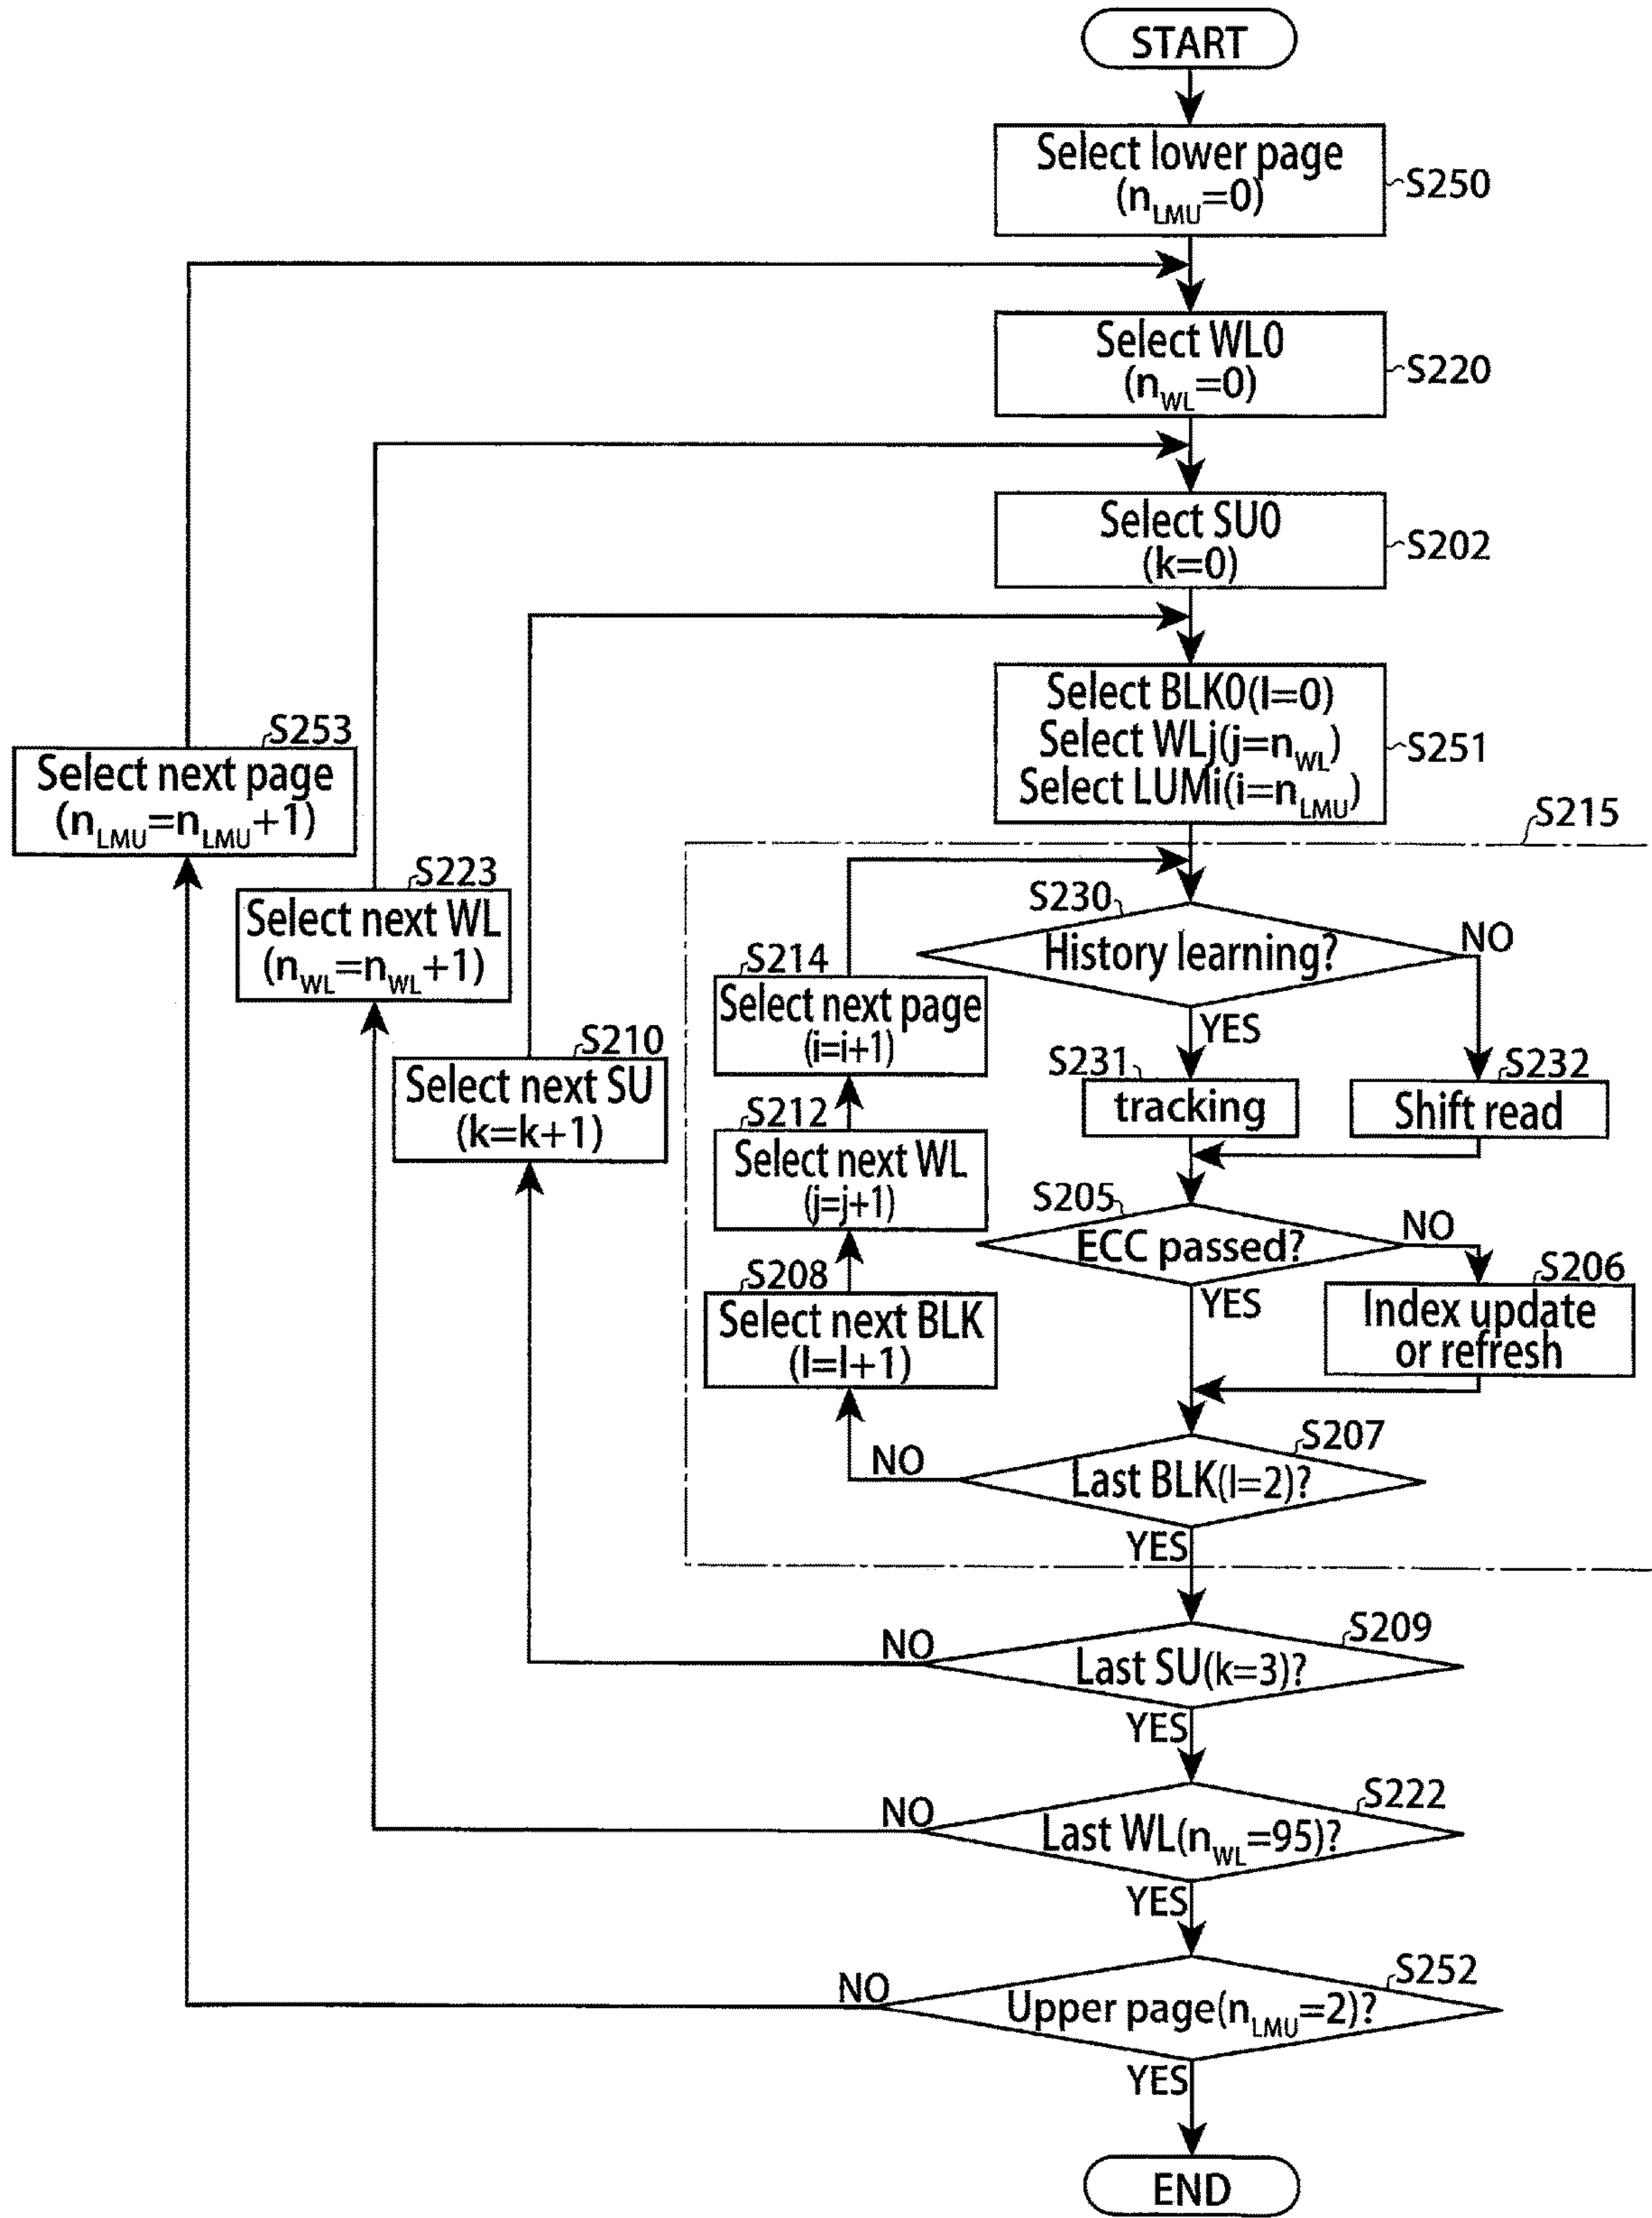 START
Select lower page
(nLMU=0)
S250
Select WL0
(nWL=0)
S220
Select SU0
(k=0)
S202
Select BLK0(l=0)
Select WLj(j=nWL)
Select LUMi(i=nLMU)
S251
S253
Select next page
(nLMU=nLMU+1)
S223
Select next WL
(nWL=nWL+1)
S210
Select next SU
(k=k+1)
S215
S230
History learning?
NO
YES
S214
Select next page
(i=i+1)
S231
tracking
S232
Shift read
S212
Select next WL
(j=j+1)
S205
ECC passed?
NO
YES
S206
Index update
or refresh
S208
Select next BLK
(l=l+1)
S207
Last BLK(l=2)?
NO
YES
S209
Last SU(k=3)?
NO
YES
S222
Last WL(nWL=95)?
NO
YES
S252
Upper page(nLMU=2)?
NO
YES
END